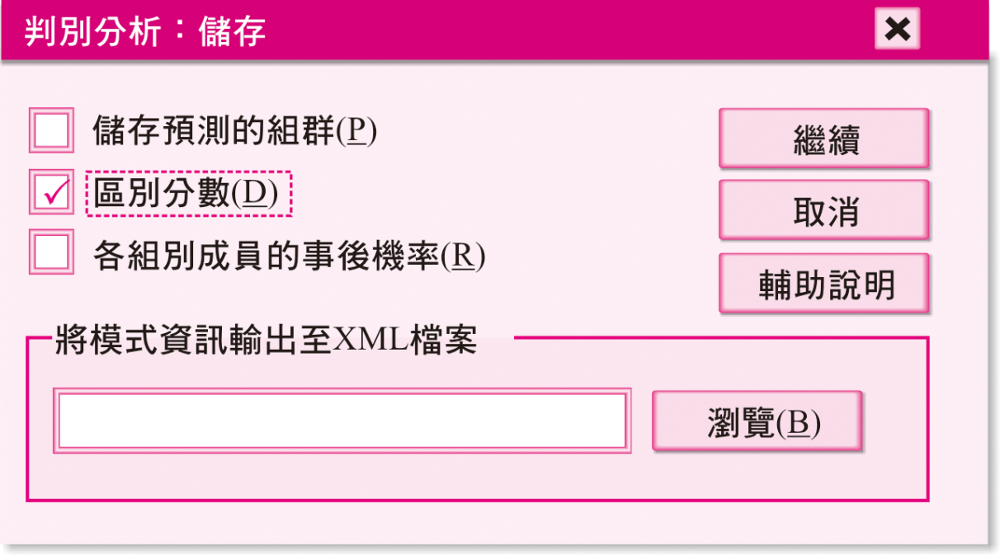 判別分析：儲存
儲存預測的組群(P)
區別分數(D)
各組別成員的事後機率(R)
繼續
取消
輔助說明
將模式資訊輸出至XML檔案
瀏覽(B)